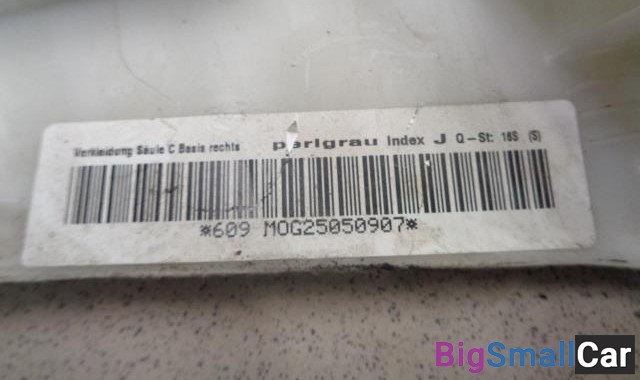 Verkleidung Säule C Basis rechts perlgrau Index J Q-St: 16S (S)
*609 MOG25050907*
BigSmallCar